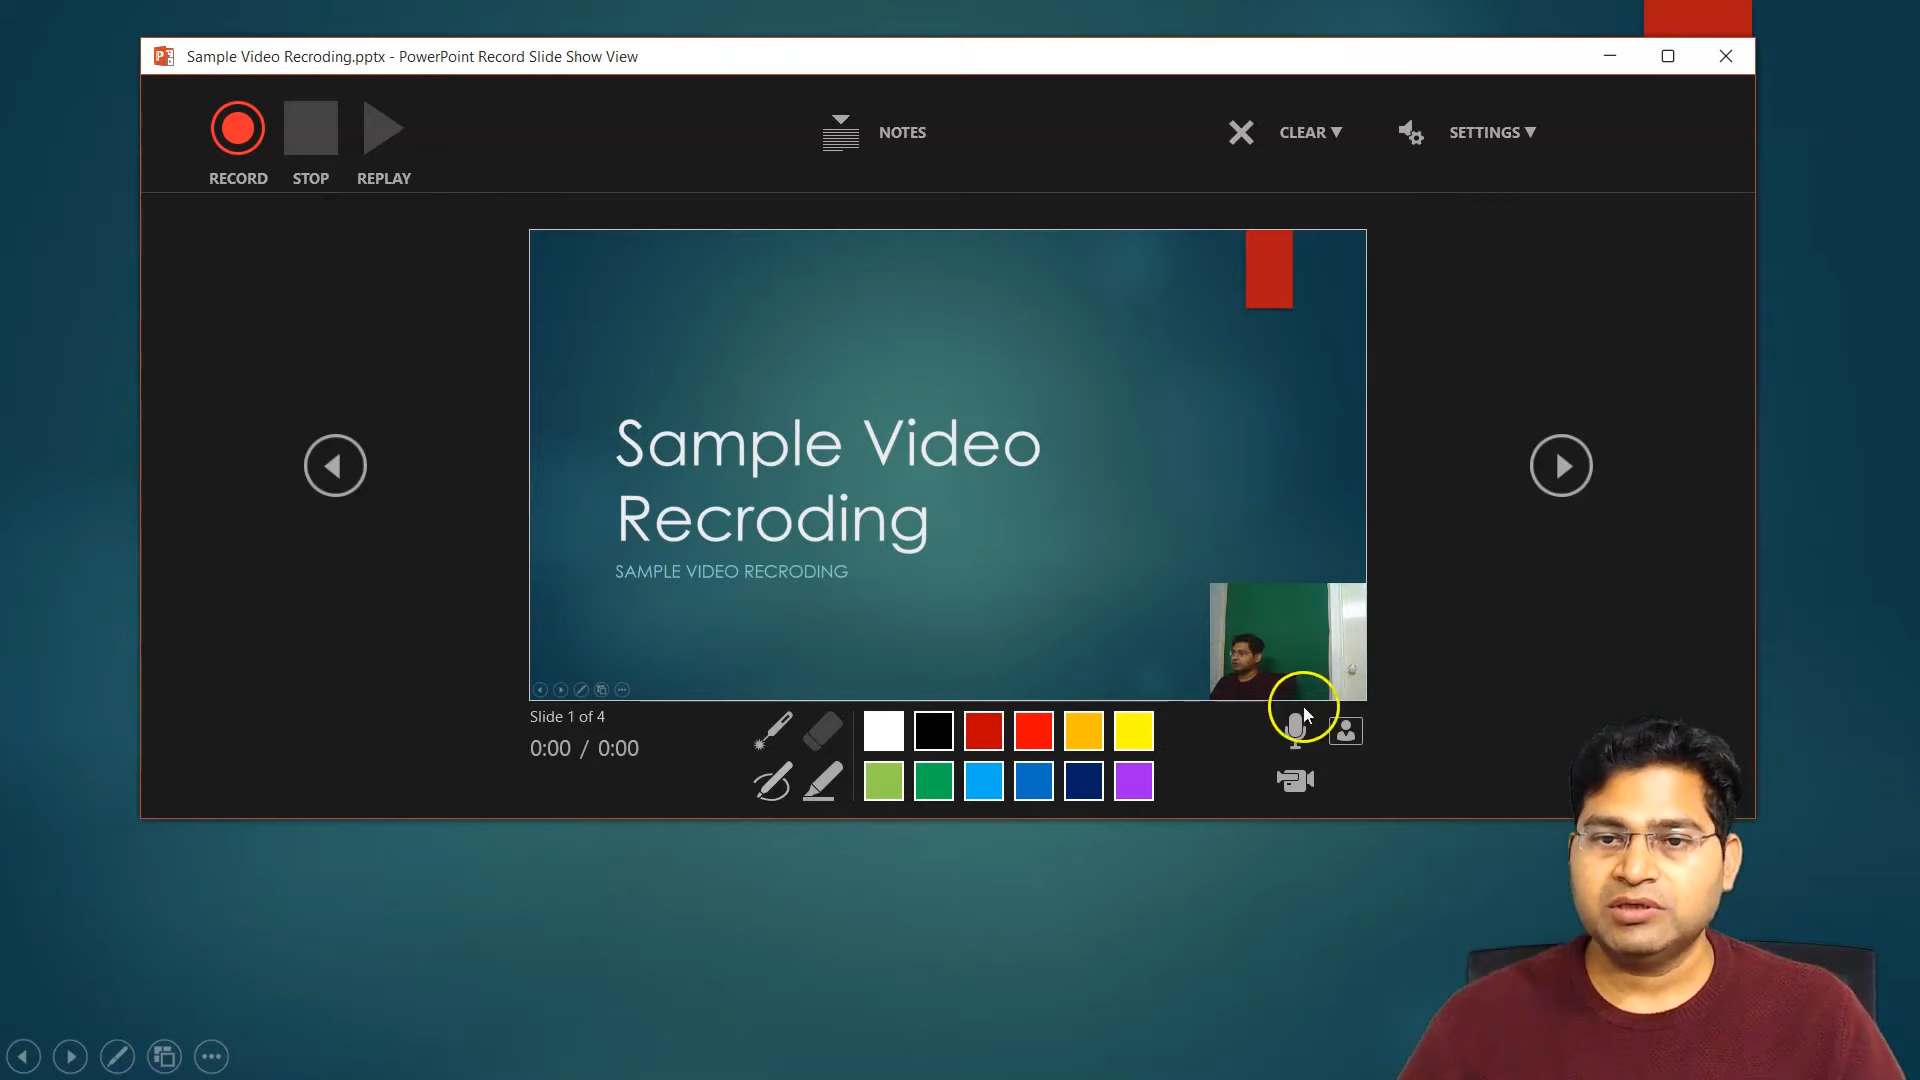 Sample Video Recroding.pptx - PowerPoint Record Slide Show View
RECORD STOP REPLAY
NOTES
CLEAR ▼
SETTINGS ▼
Sample Video
Recroding
SAMPLE VIDEO RECRODING
Slide 1 of 4
0:00 / 0:00